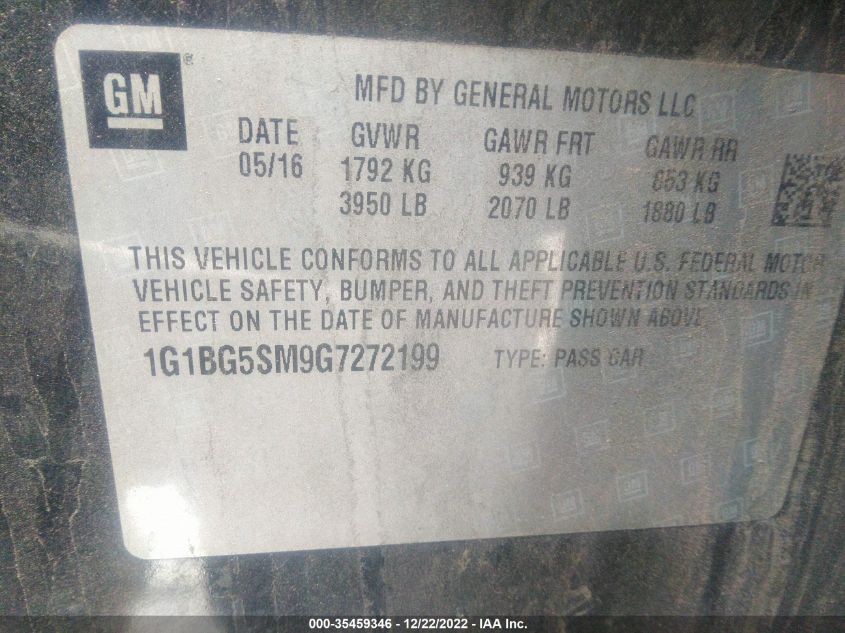 GM®
MFD BY GENERAL MOTORS LLC
DATE GVWR GAWR FRT GAWR RR
05/16 1792 KG 939 KG 853 KG
3950 LB 2070 LB 1880 LB
THIS VEHICLE CONFORMS TO ALL APPLICABLE U.S. FEDERAL MOTOR
VEHICLE SAFETY, BUMPER, AND THEFT PREVENTION STANDARDS IN
EFFECT ON THE DATE OF MANUFACTURE SHOWN ABOVE.
1G1BG5SM9G7272199 TYPE: PASS CAR
000-35459346 - 12/22/2022 - IAA Inc.